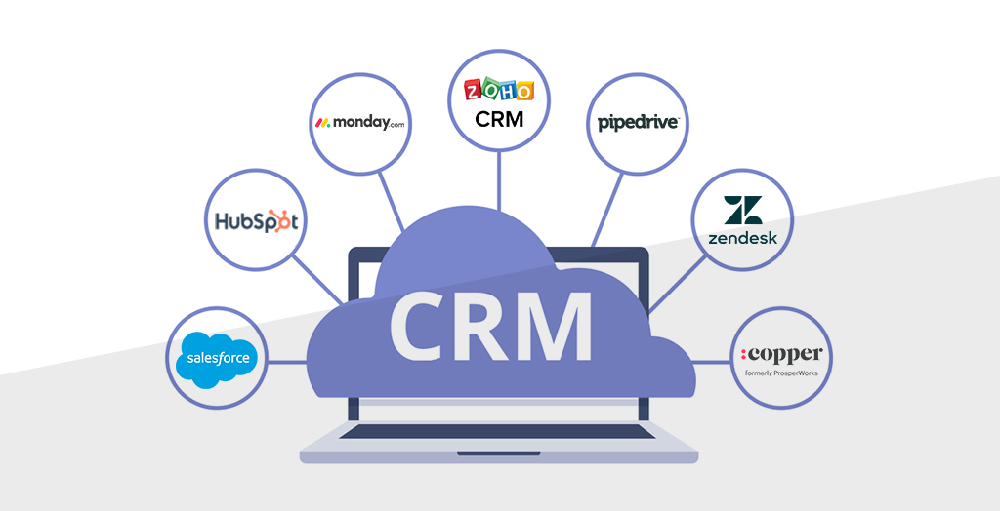 ZOHO
CRM
monday.com
pipedrive
HubSpot
zendesk
CRM
salesforce
:copper
formerly ProsperWorks